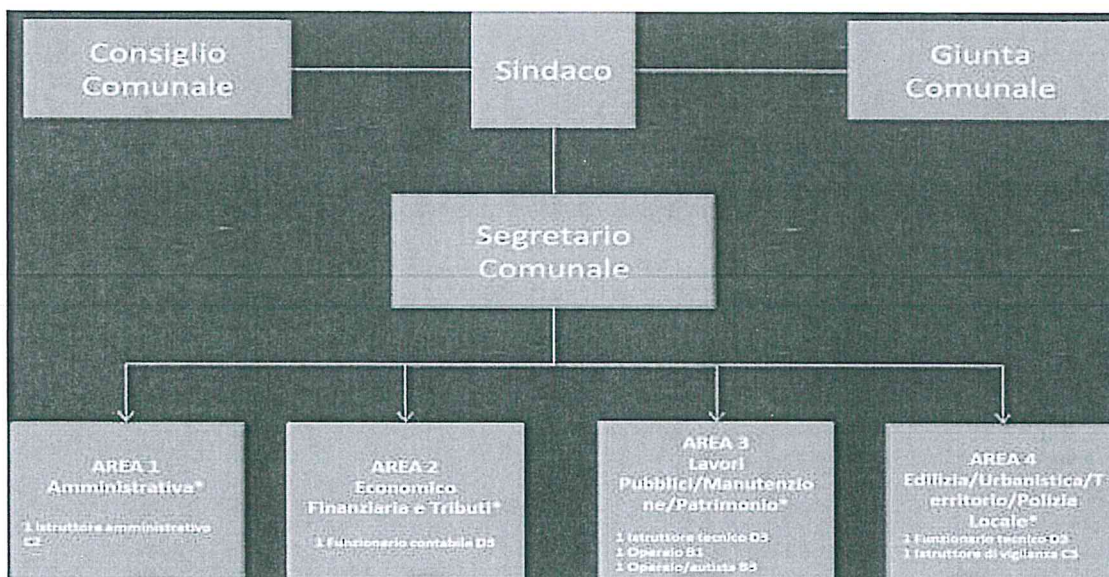 Consiglio
Comunale
Sindaco
Giunta
Comunale
Segretario
Comunale
AREA 1
Amministrativa*
1 Istruttore amministrativo
AREA 2
Economico
Finanziaria e Tributi*
1 Funzionario contabile D3
AREA 3
Lavori
Pubblici/Manutenzio
ne/Patrimonio*
1 Istruttore tecnico D3
1 Operaio B1
1 Operaio/autista B3
AREA 4
Edilizia/Urbanistica/T
erritorio/Polizia
Locale*
1 Funzionario tecnico D3
1 Istruttore di vigilanza C3